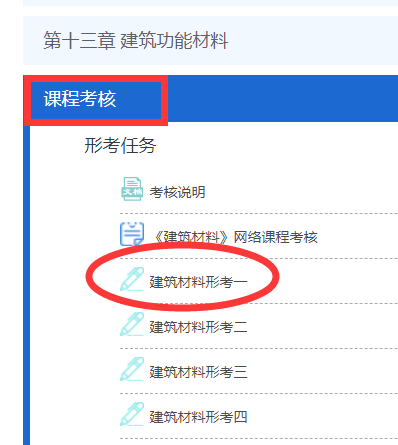 第十三章 建筑功能材料
课程考核
形考任务
文档
考核说明
《建筑材料》网络课程考核
建筑材料形考一
建筑材料形考二
建筑材料形考三
建筑材料形考四